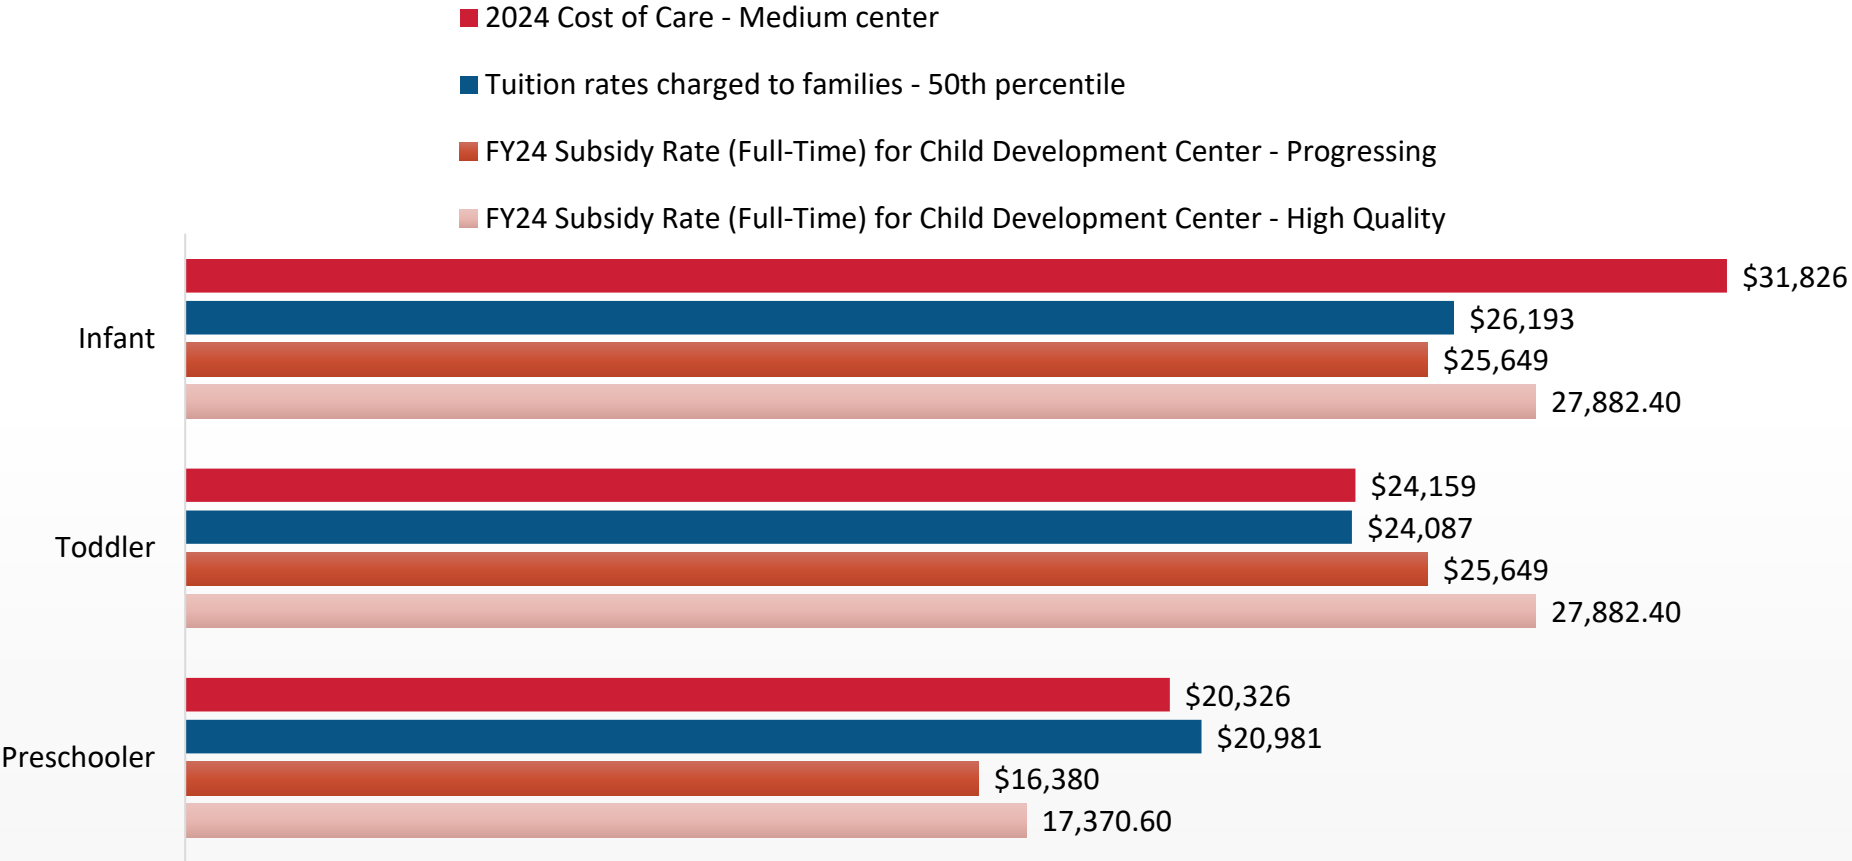 2024 Cost of Care - Medium center
Tuition rates charged to families - 50th percentile
FY24 Subsidy Rate (Full-Time) for Child Development Center - Progressing
FY24 Subsidy Rate (Full-Time) for Child Development Center - High Quality
Infant
$31,826
$26,193
$25,649
27,882.40
Toddler
$24,159
$24,087
$25,649
27,882.40
Preschooler
$20,326
$20,981
$16,380
17,370.60